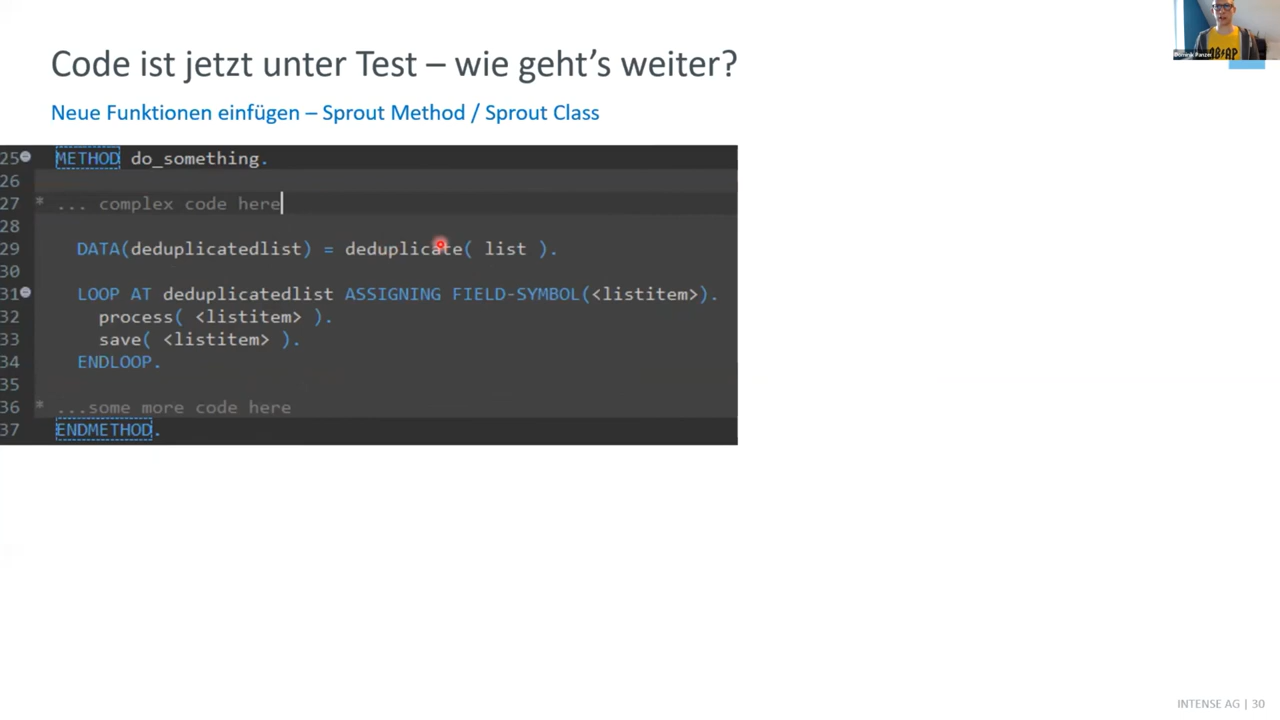 Code ist jetzt unter Test – wie geht's weiter?
Neue Funktionen einfügen – Sprout Method / Sprout Class
25 METHOD do_something.
26
27 * ... complex code here
28
29 DATA(deduplicatedlist) = deduplicate( list ).
30
31 LOOP AT deduplicatedlist ASSIGNING FIELD-SYMBOL(<listitem>).
32 process( <listitem> ).
33 save( <listitem> ).
34 ENDLOOP.
35
36 * ...some more code here
37 ENDMETHOD.
Dominik Panzer
INTENSE AG | 30